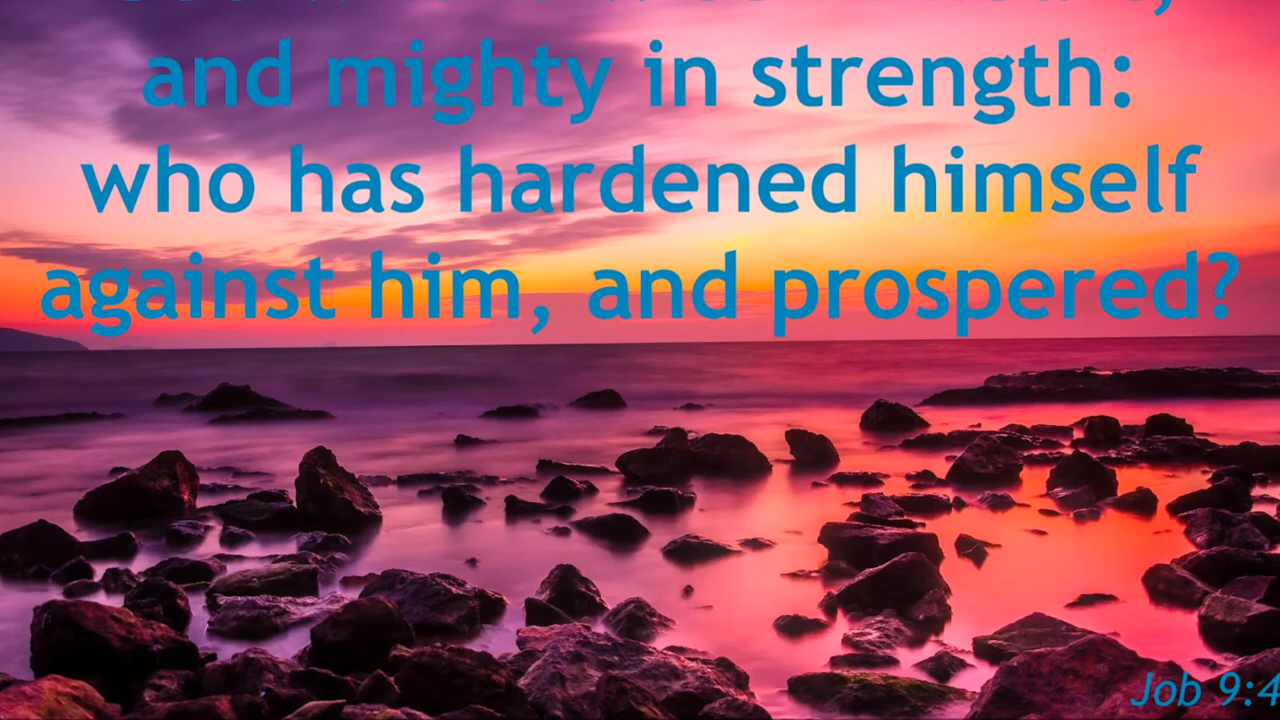 and mighty in strength:
who has hardened himself
against him, and prospered?
Job 9:4